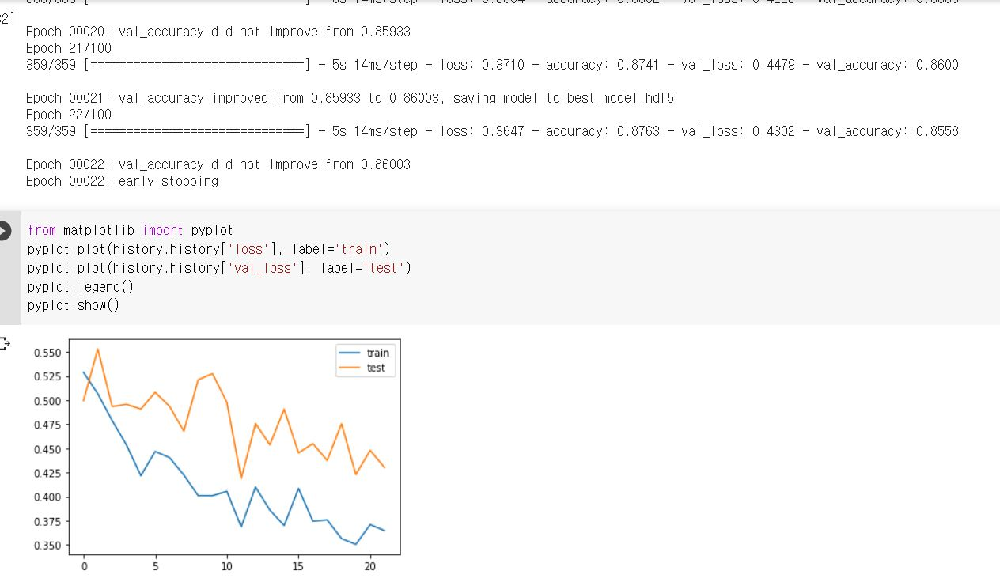 2]
Epoch 00020: val_accuracy did not improve from 0.85933
Epoch 21/100
359/359 [==============================] - 5s 14ms/step - loss: 0.3710 - accuracy: 0.8741 - val_loss: 0.4479 - val_accuracy: 0.8600
Epoch 00021: val_accuracy improved from 0.85933 to 0.86003, saving model to best_model.hdf5
Epoch 22/100
359/359 [==============================] - 5s 14ms/step - loss: 0.3647 - accuracy: 0.8763 - val_loss: 0.4302 - val_accuracy: 0.8558
Epoch 00022: val_accuracy did not improve from 0.86003
Epoch 00022: early stopping
from matplotlib import pyplot
pyplot.plot(history.history['loss'], label='train')
pyplot.plot(history.history['val_loss'], label='test')
pyplot.legend()
pyplot.show()
train
test
0.550
0.525
0.500
0.475
0.450
0.425
0.400
0.375
0.350
0 5 10 15 20